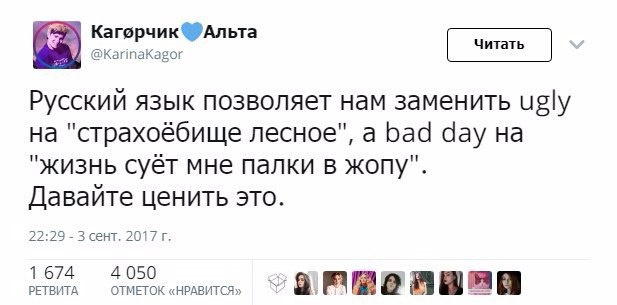 Кагøрчик💙Альта
@KarinaKagor
Читать
Русский язык позволяет нам заменить ugly
на "страхоёбище лесное", а bad day на
"жизнь суёт мне палки в жопу".
Давайте ценить это.
22:29 - 3 сент. 2017 г.
1 674 4 050
РЕТВИТА ОТМЕТОК «НРАВИТСЯ»